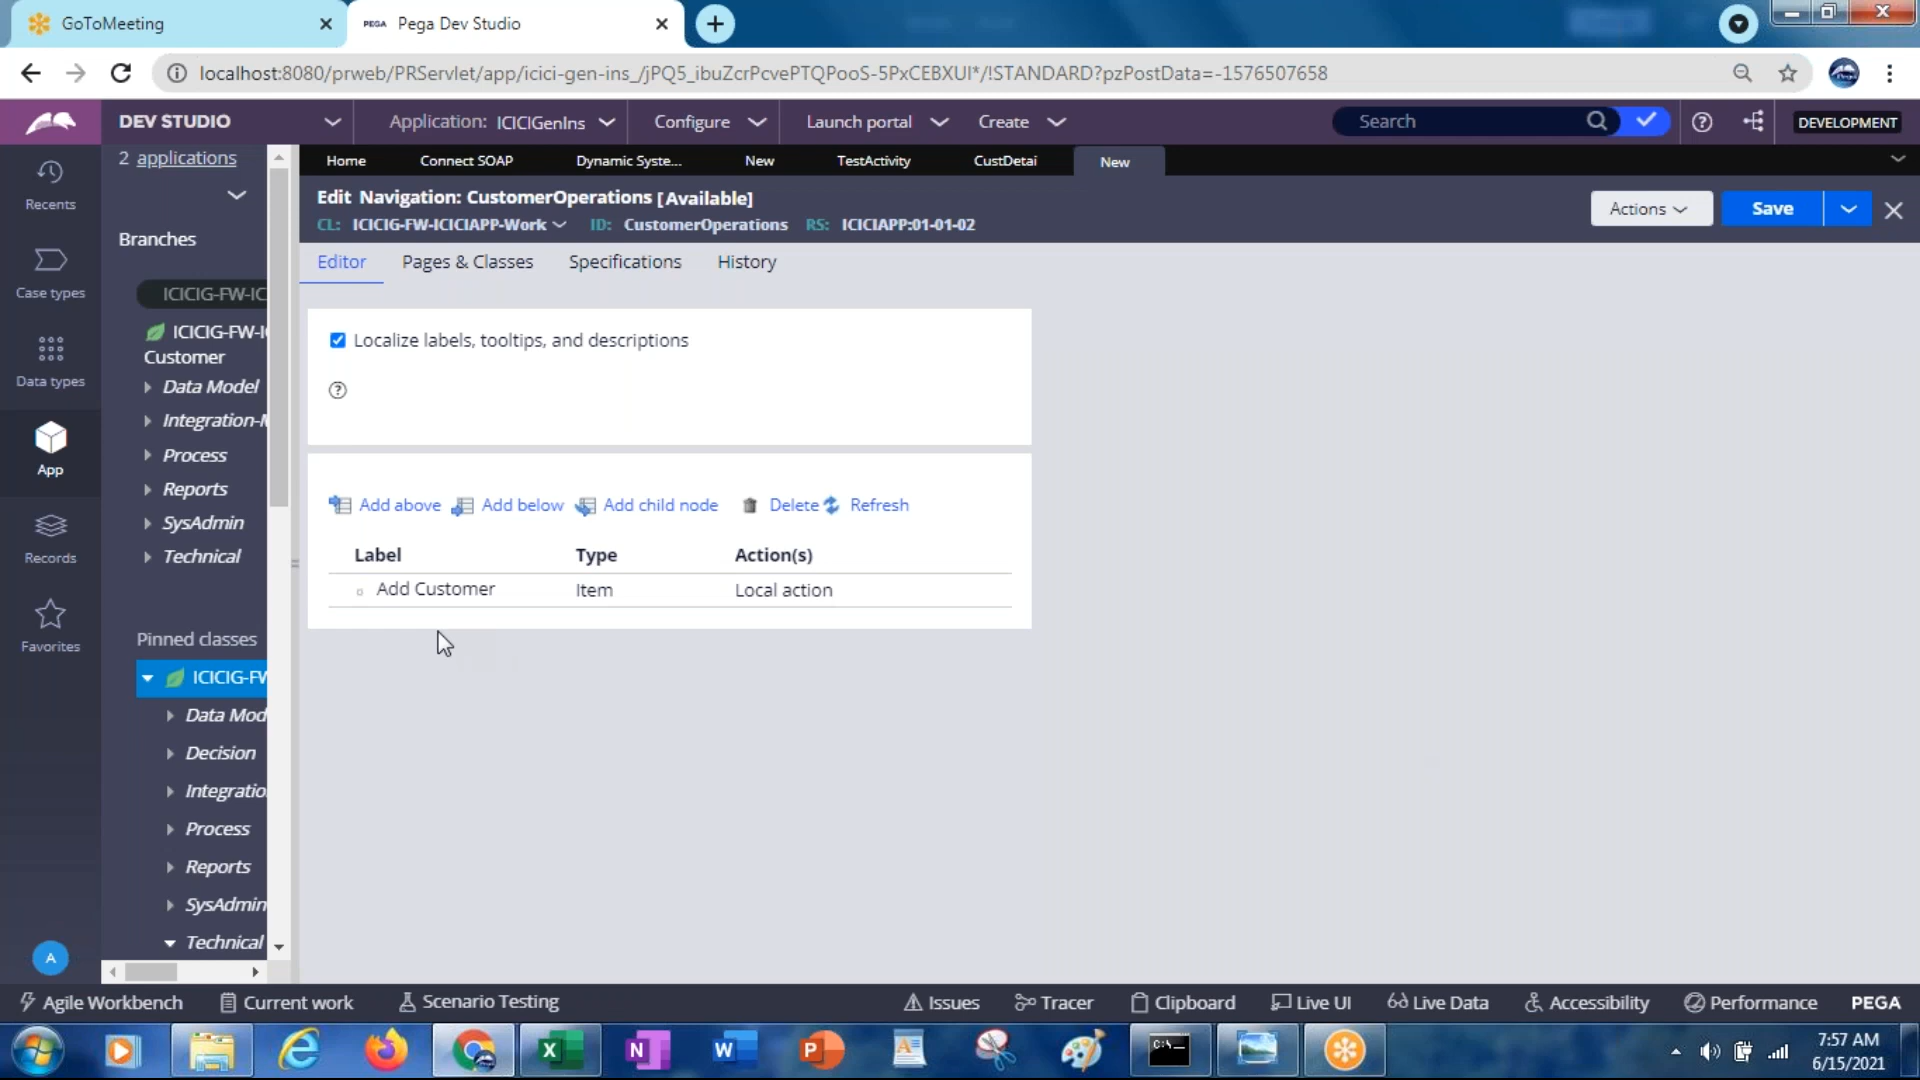 GoToMeeting
PEGA Pega Dev Studio
localhost:8080/prweb/PRServlet/app/icici-gen-ins_/jPQ5_ibuZcrPcvePTQPooS-5PxCEBXUI*/!STANDARD?pzPostData=-1576507658
DEV STUDIO
Application: ICICIGenIns
Configure
Launch portal
Create
Search
DEVELOPMENT
Recents
Case types
Data types
App
Records
Favorites
A
2 applications
Branches
ICICIG-FW-IC
ICICIG-FW-I
Customer
Data Model
Integration-M
Process
Reports
SysAdmin
Technical
Pinned classes
ICICIG-FW
Data Mod
Decision
Integratio
Process
Reports
SysAdmin
Technical
Home Connect SOAP Dynamic Syste... New TestActivity CustDetai New
Edit Navigation: CustomerOperations [Available]
CL: ICICIG-FW-ICICIAPP-Work ID: CustomerOperations RS: ICICIAPP:01-01-02
Actions
Save
Editor Pages & Classes Specifications History
Localize labels, tooltips, and descriptions
?
Add above Add below Add child node Delete Refresh
Label Type Action(s)
Add Customer Item Local action
Agile Workbench Current work Scenario Testing Issues Tracer Clipboard Live UI Live Data Accessibility Performance PEGA
7:57 AM
6/15/2021